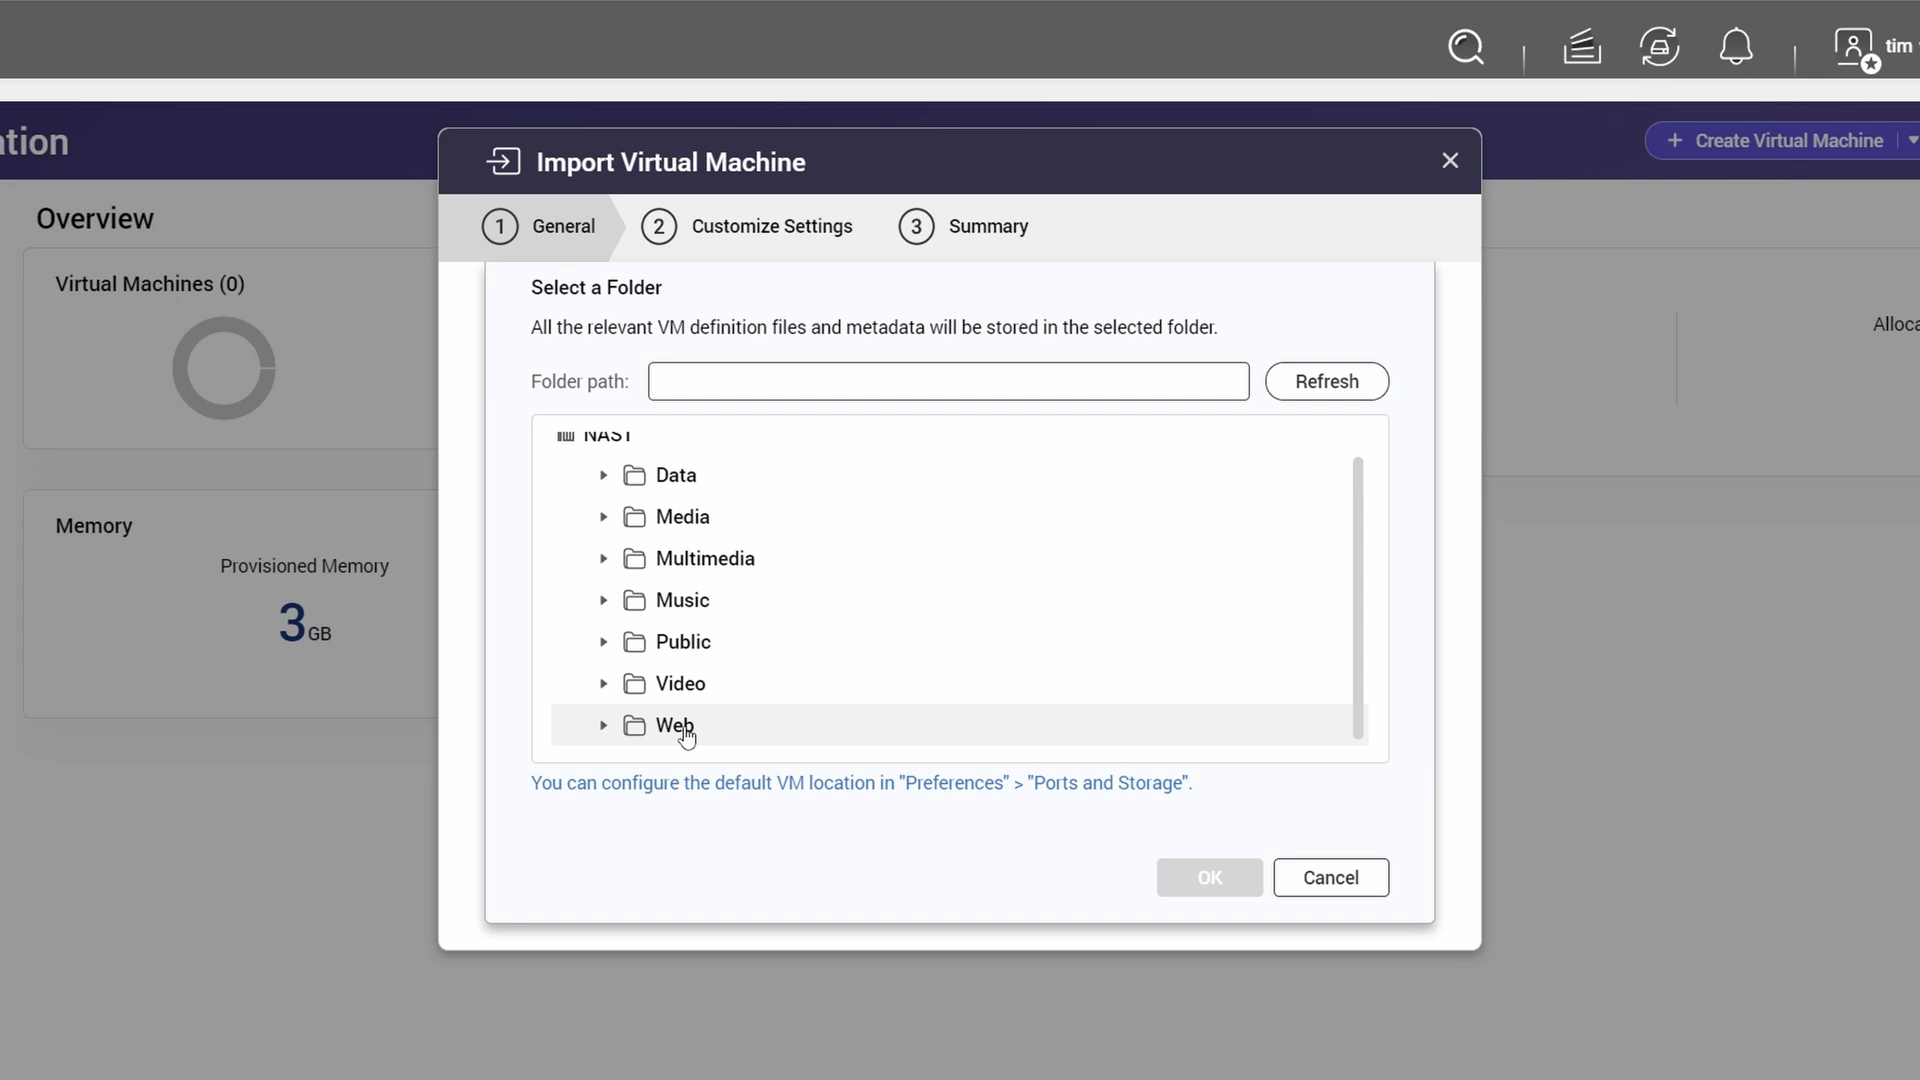 tim
ation
+ Create Virtual Machine
Import Virtual Machine
1 General 2 Customize Settings 3 Summary
Overview
Virtual Machines (0)
Select a Folder
All the relevant VM definition files and metadata will be stored in the selected folder.
Alloca
Folder path: Refresh
Data
Media
Memory
Multimedia
Provisioned Memory
Music
3 GB
Public
Video
Web
You can configure the default VM location in "Preferences" > "Ports and Storage".
OK Cancel